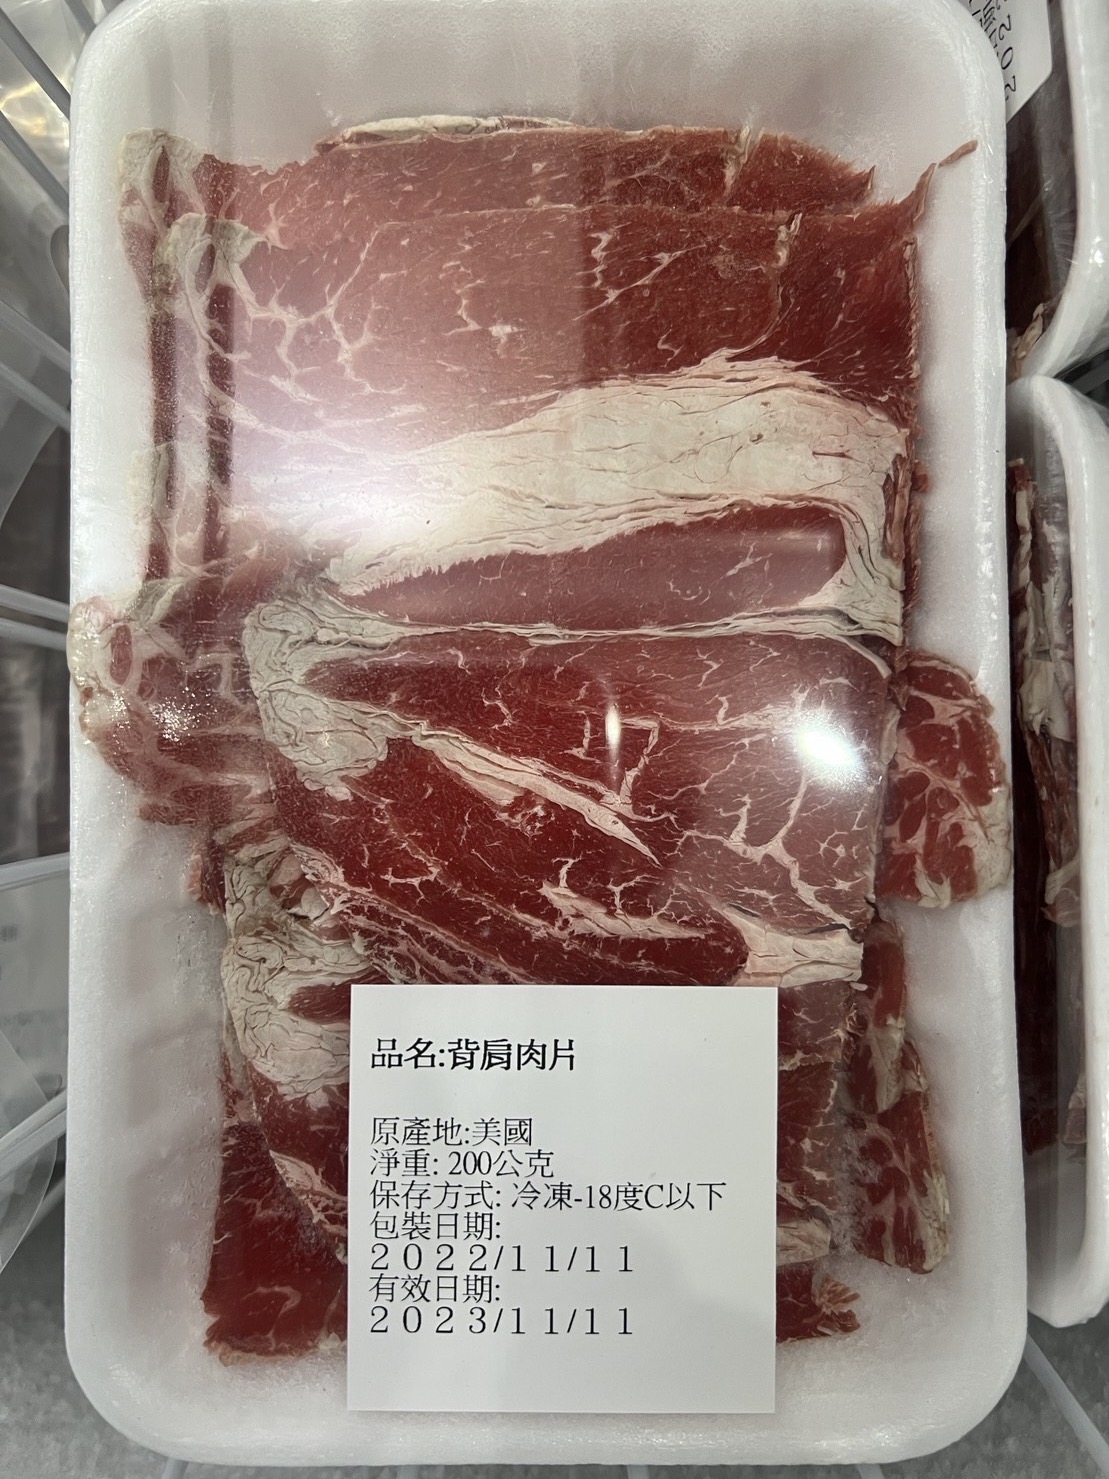 品名:背肩肉片
原產地:美國
淨重: 200公克
保存方式: 冷凍-18度C以下
包裝日期:
２０２２/１１/１１
有效日期:
２０２３/１１/１１